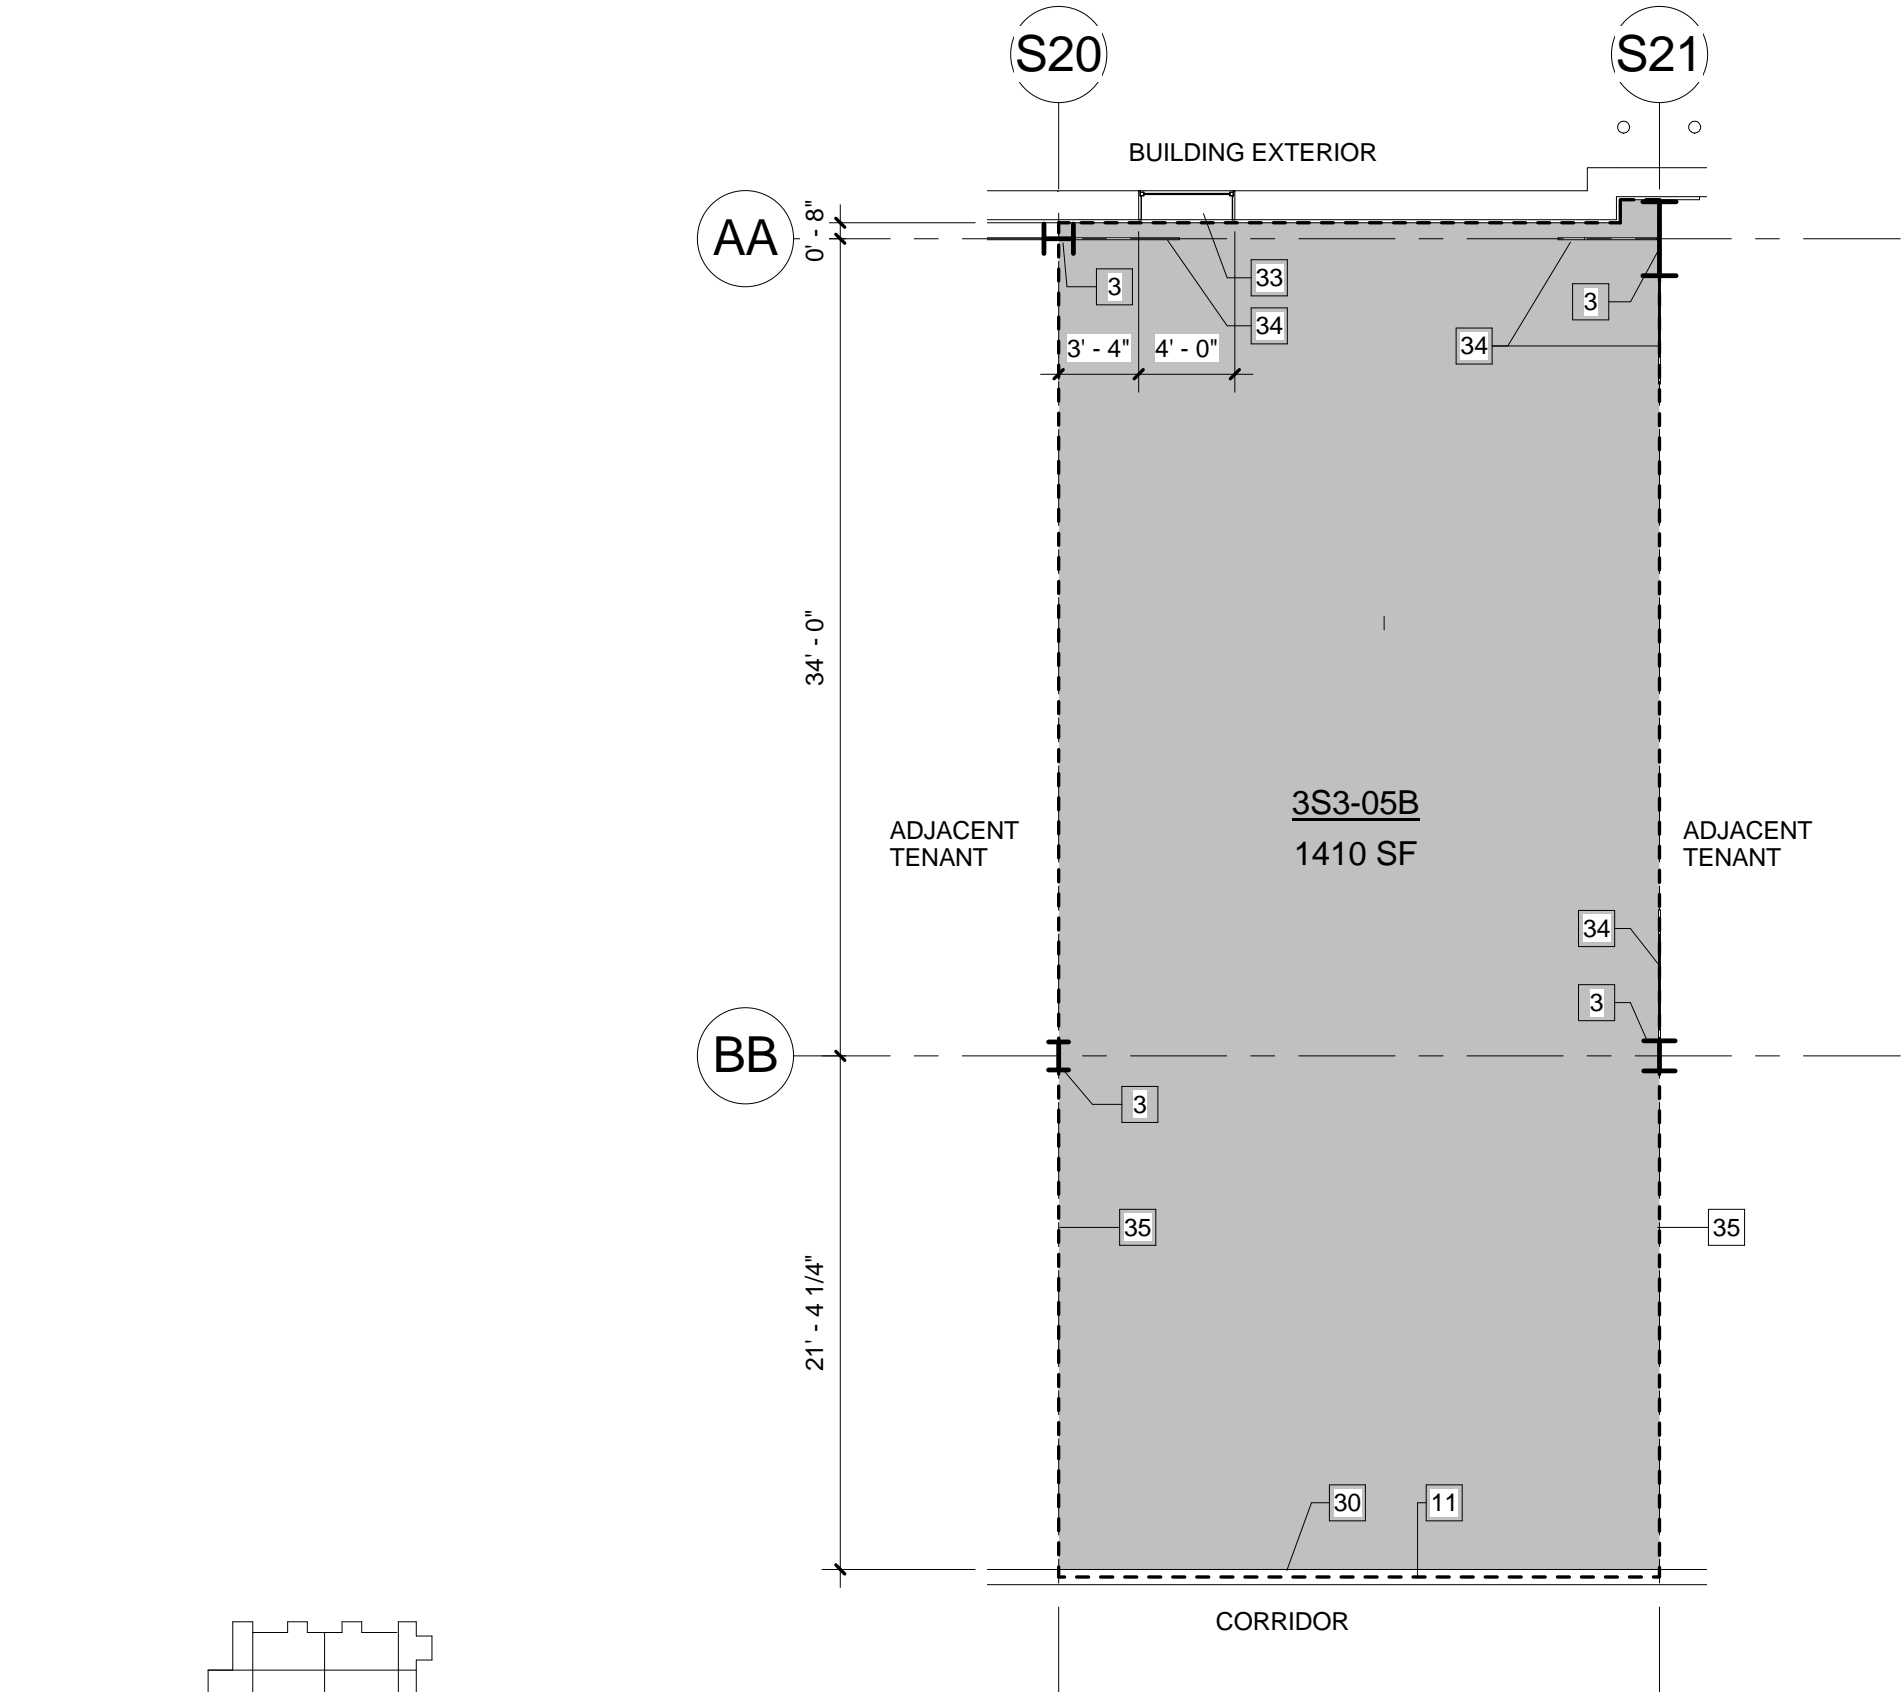 S20
S21
BUILDING EXTERIOR
AA
0' - 8"
3
33
34
3
34
3' - 4"
4' - 0"
34' - 0"
3S3-05B
1410 SF
ADJACENT
TENANT
ADJACENT
TENANT
34
3
BB
3
35
35
21' - 4 1/4"
30
11
CORRIDOR